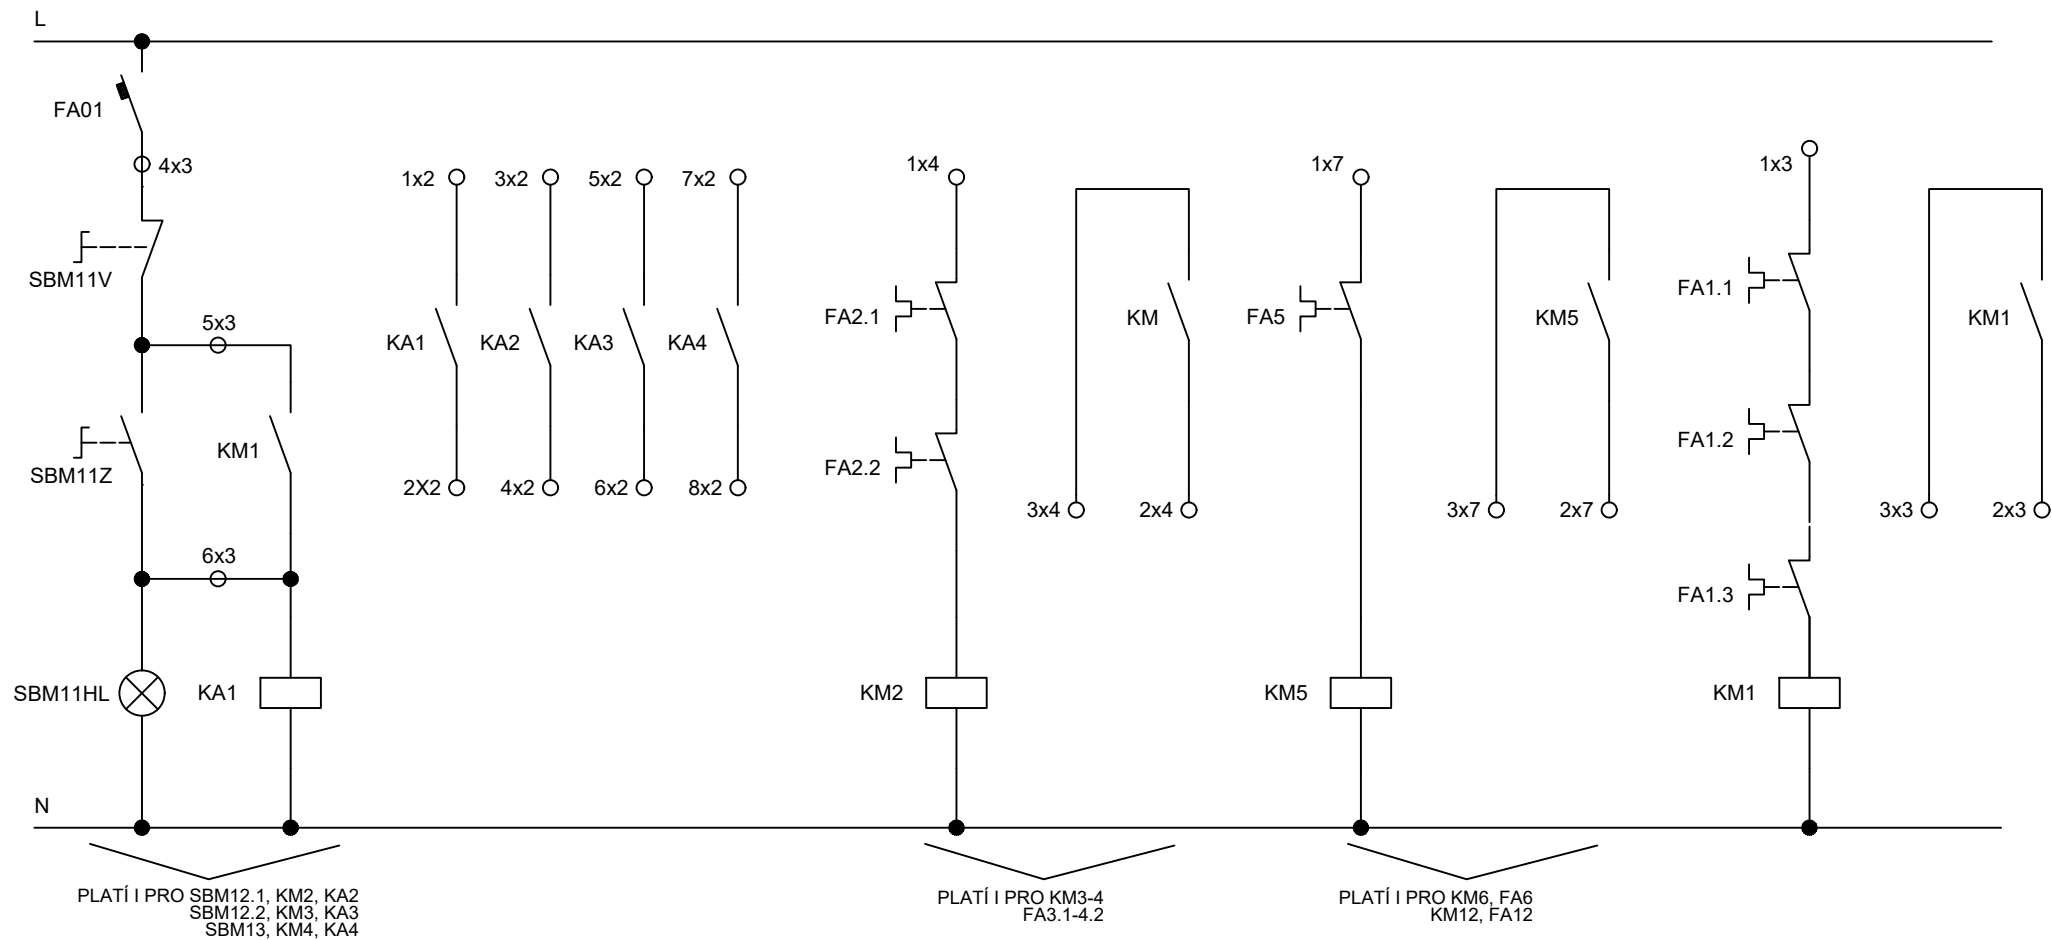 L
FA01
4x3
SBM11V
5x3
SBM11Z
KM1
6x3
SBM11HL
KA1
1x2
3x2
5x2
7x2
KA1
KA2
KA3
KA4
2X2
4x2
6x2
8x2
1x4
FA2.1
FA2.2
KM
3x4
2x4
KM2
1x7
FA5
KM5
3x7
2x7
KM5
1x3
FA1.1
FA1.2
FA1.3
KM1
3x3
2x3
KM1
N
PLATÍ I PRO SBM12.1, KM2, KA2
SBM12.2, KM3, KA3
SBM13, KM4, KA4
PLATÍ I PRO KM3-4
FA3.1-4.2
PLATÍ I PRO KM6, FA6
KM12, FA12